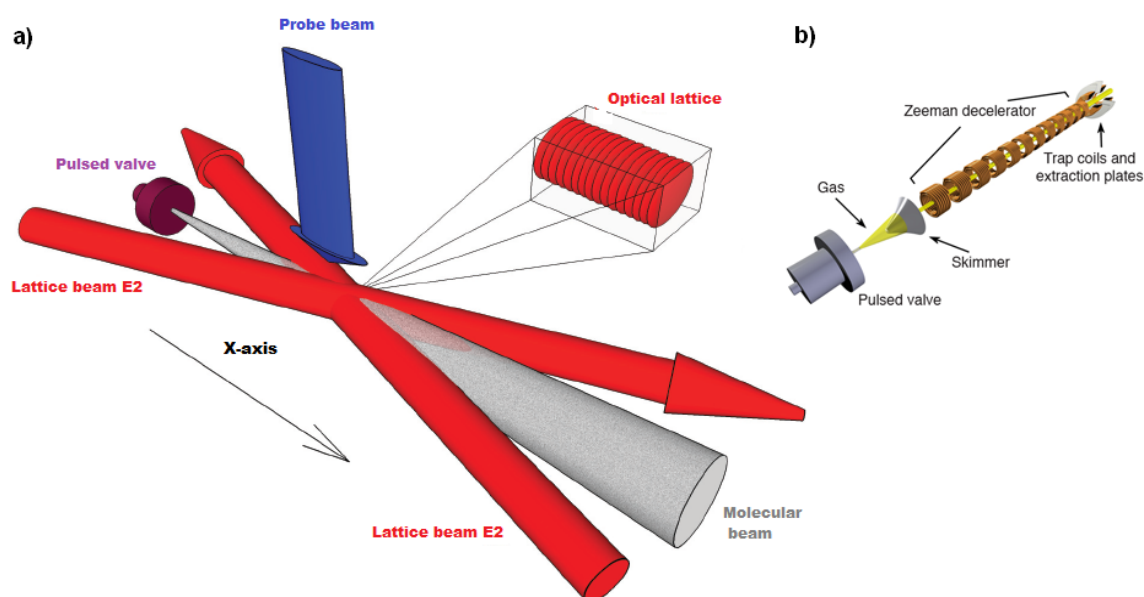 a)
Probe beam
Optical lattice
Pulsed valve
Lattice beam E2
X-axis
Lattice beam E2
Molecular
beam
b)
Zeeman decelerator
Trap coils and
extraction plates
Gas
Skimmer
Pulsed valve